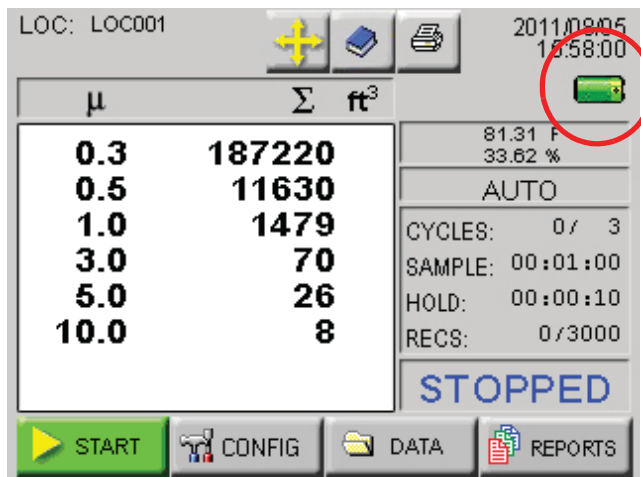 LOC: LOC001
2011/08/05
15:58:00
µ Σ ft³
0.3 187220
0.5 11630
1.0 1479
3.0 70
5.0 26
10.0 8
81.31 F
33.62 %
AUTO
CYCLES: 0/ 3
SAMPLE: 00:01:00
HOLD: 00:00:10
RECS: 0/3000
STOPPED
START CONFIG DATA REPORTS